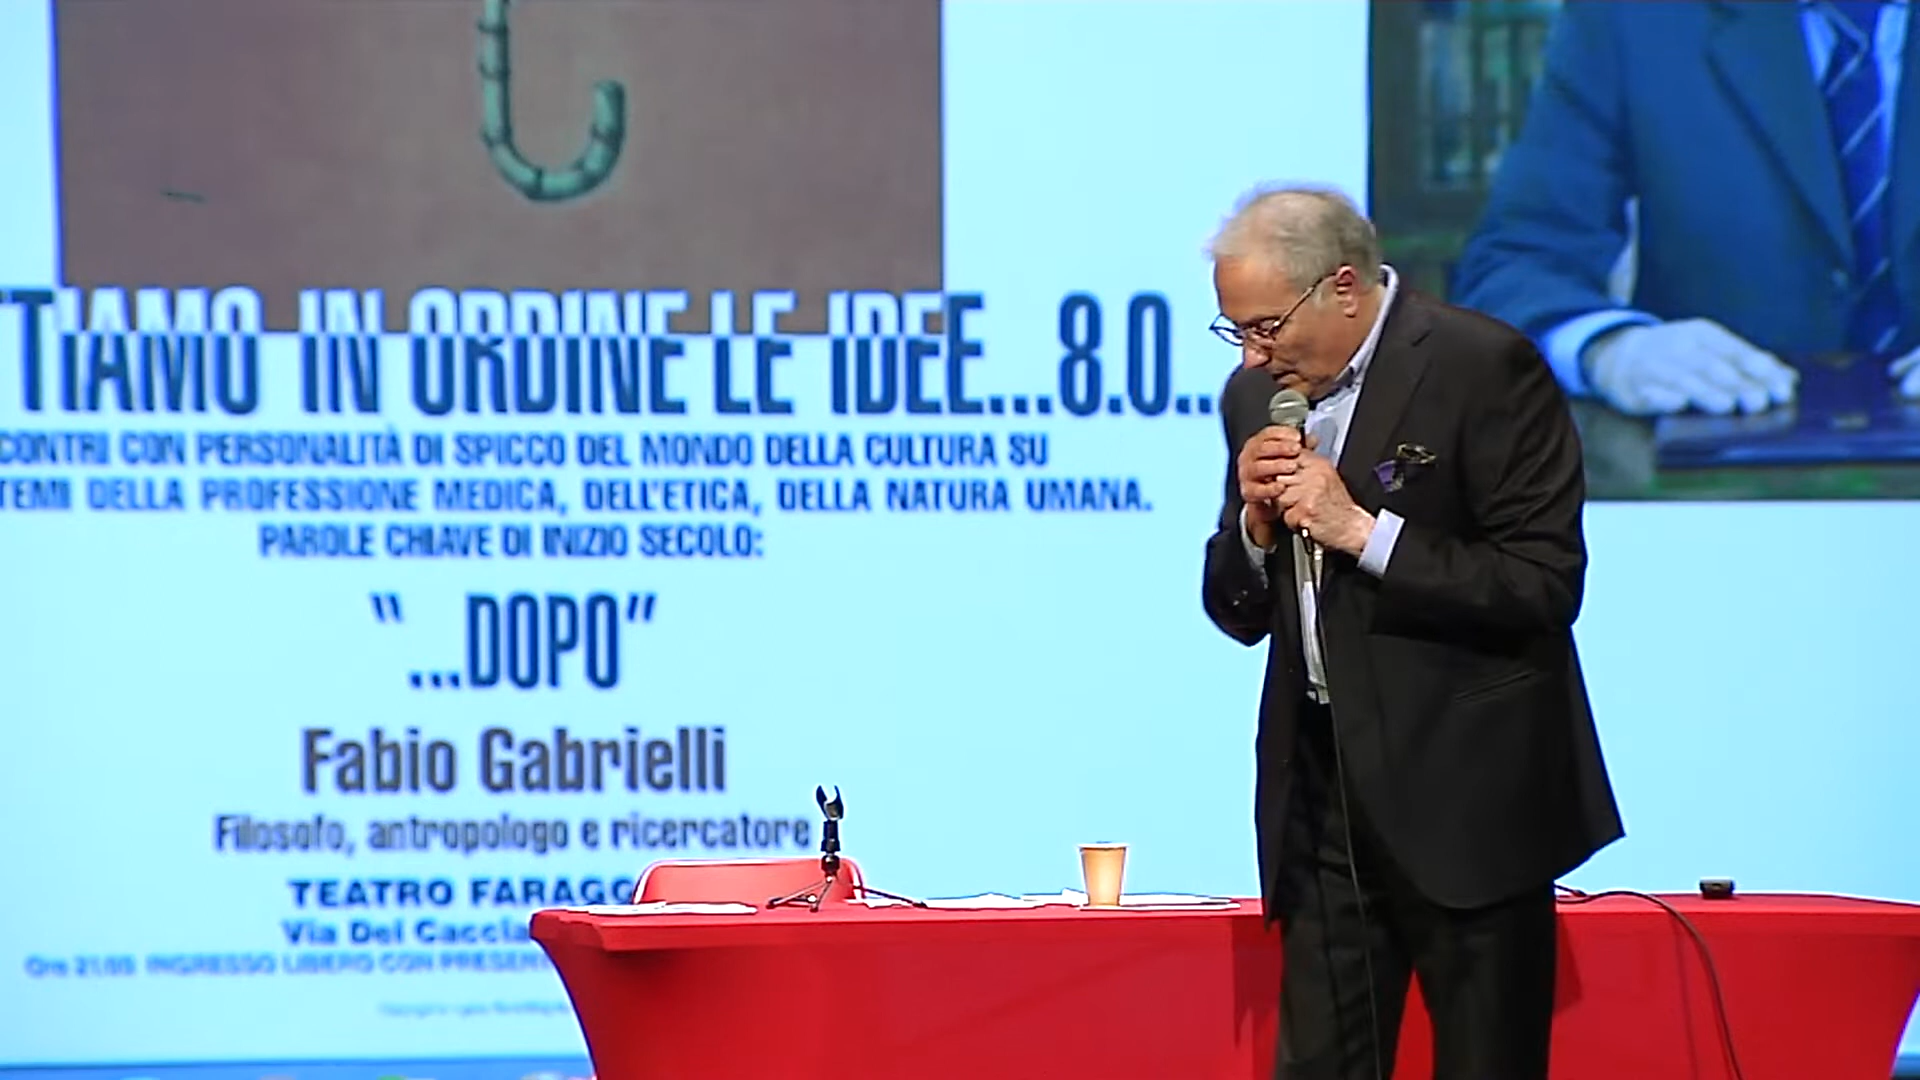 TTIAMO IN ORDINE LE IDEE...8.0...
CONTRI CON PERSONALITÀ DI SPICCO DEL MONDO DELLA CULTURA SU
TEMI DELLA PROFESSIONE MEDICA, DELL'ETICA, DELLA NATURA UMANA.
PAROLE CHIAVE DI INIZIO SECOLO:
“...DOPO”
Fabio Gabrielli
Filosofo, antropologo e ricercatore
TEATRO FARAGG
Via Del Caccia
INGRESSO LIBERO CON PRESEN